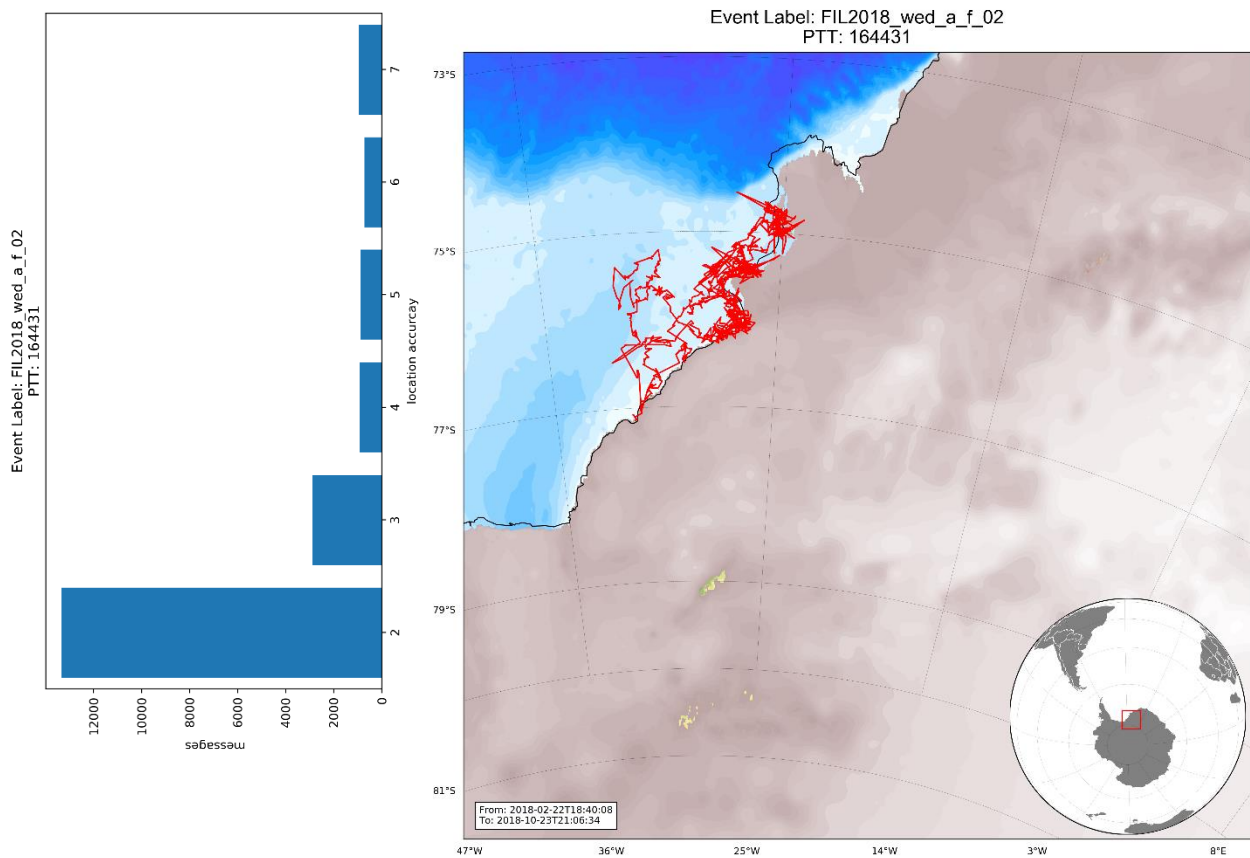 Event Label: FIL2018_wed_a_f_02
PTT: 164431
messages
0
2000
4000
6000
8000
10000
12000
2
3
4
5
6
7
location accurcay
Event Label: FIL2018_wed_a_f_02
PTT: 164431
73°S
75°S
77°S
79°S
81°S
From: 2018-02-22T18:40:08
To: 2018-10-23T21:06:34
47°W
36°W
25°W
14°W
3°W
8°E